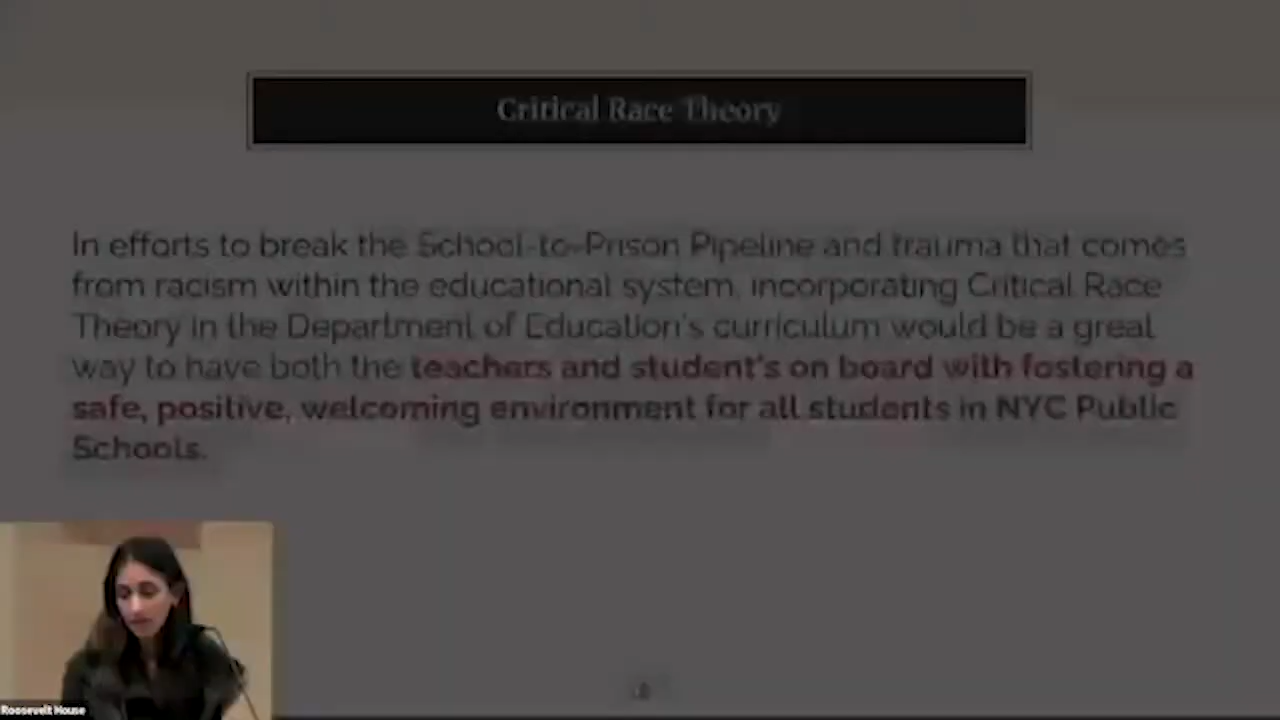 Critical Race Theory
In efforts to break the School-to-Prison Pipeline and trauma that comes
from racism within the educational system, incorporating Critical Race
Theory in the Department of Education's curriculum would be a great
way to have both the teachers and student's on board with fostering a
safe, positive, welcoming environment for all students in NYC Public
Schools.
Roosevelt House